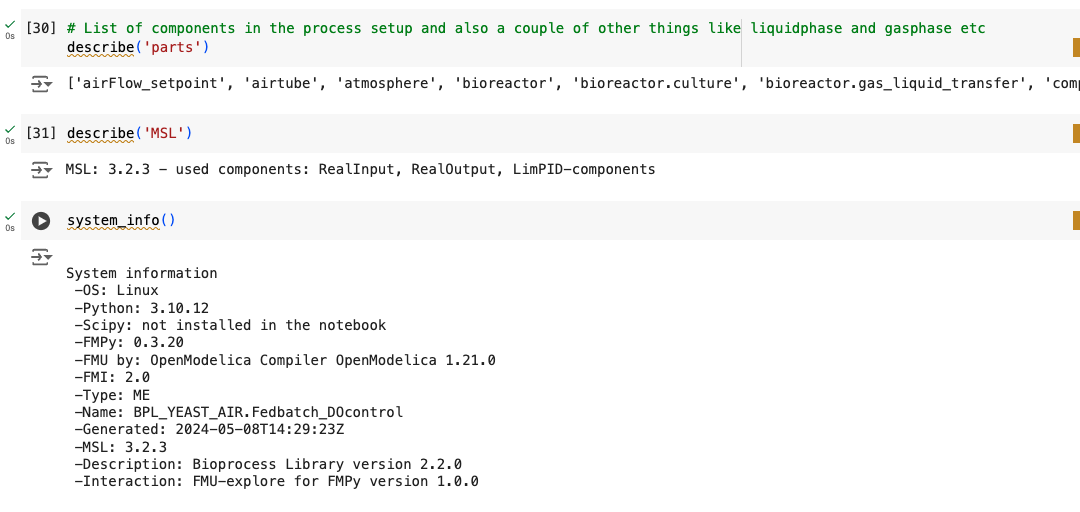 [30] # List of components in the process setup and also a couple of other things like liquidphase and gasphase etc
describe('parts')
0s
['airFlow_setpoint', 'airtube', 'atmosphere', 'bioreactor', 'bioreactor.culture', 'bioreactor.gas_liquid_transfer',
[31] describe('MSL')
0s
MSL: 3.2.3 – used components: RealInput, RealOutput, LimPID-components
system_info()
0s
System information
-OS: Linux
-Python: 3.10.12
-Scipy: not installed in the notebook
-FMPy: 0.3.20
-FMU by: OpenModelica Compiler OpenModelica 1.21.0
-FMI: 2.0
-Type: ME
-Name: BPL_YEAST_AIR.Fedbatch_DOcontrol
-Generated: 2024-05-08T14:29:23Z
-MSL: 3.2.3
-Description: Bioprocess Library version 2.2.0
-Interaction: FMU-explore for FMPy version 1.0.0